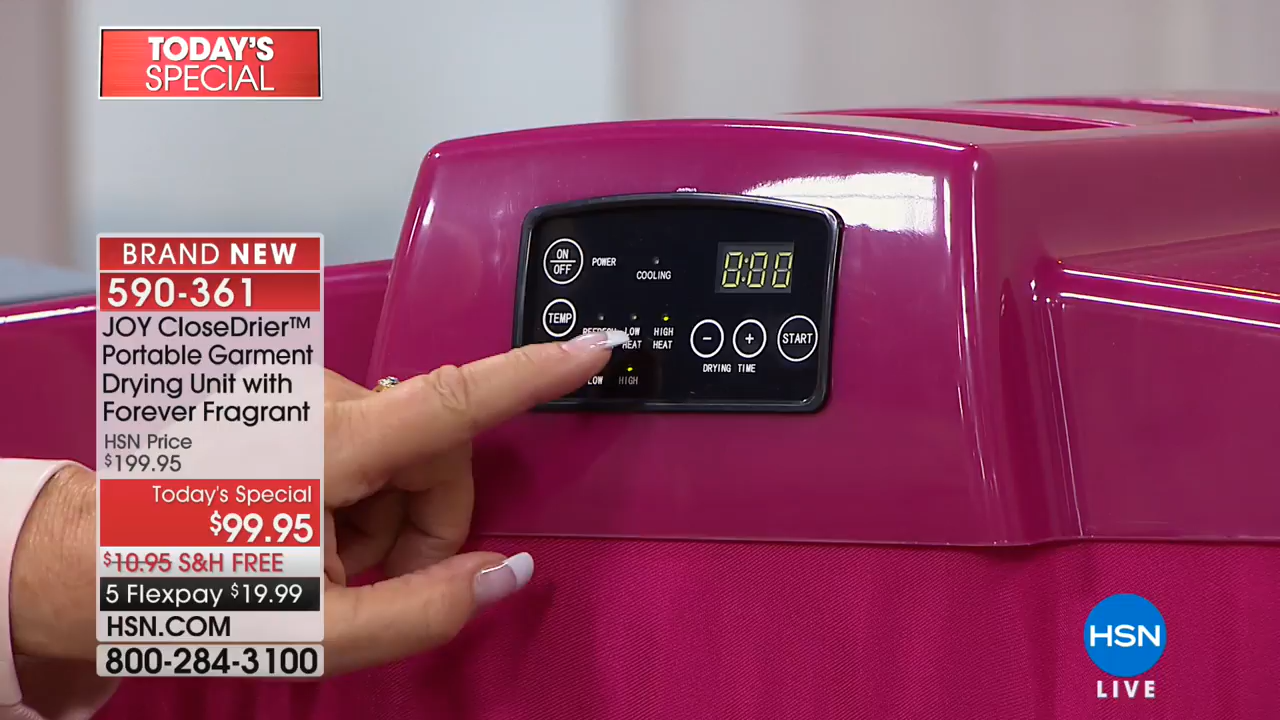 TODAY'S
SPECIAL
BRAND NEW
590-361
JOY CloseDrier™
Portable Garment
Drying Unit with
Forever Fragrant
HSN Price
$199.95
Today's Special
$99.95
$10.95 S&H FREE
5 Flexpay $19.99
HSN.COM
800-284-3100
ON
OFF
POWER
COOLING
0:00
TEMP
REFRESH
LOW
HEAT
HIGH
HEAT
-
+
START
DRYING TIME
LOW
HIGH
HSN
LIVE